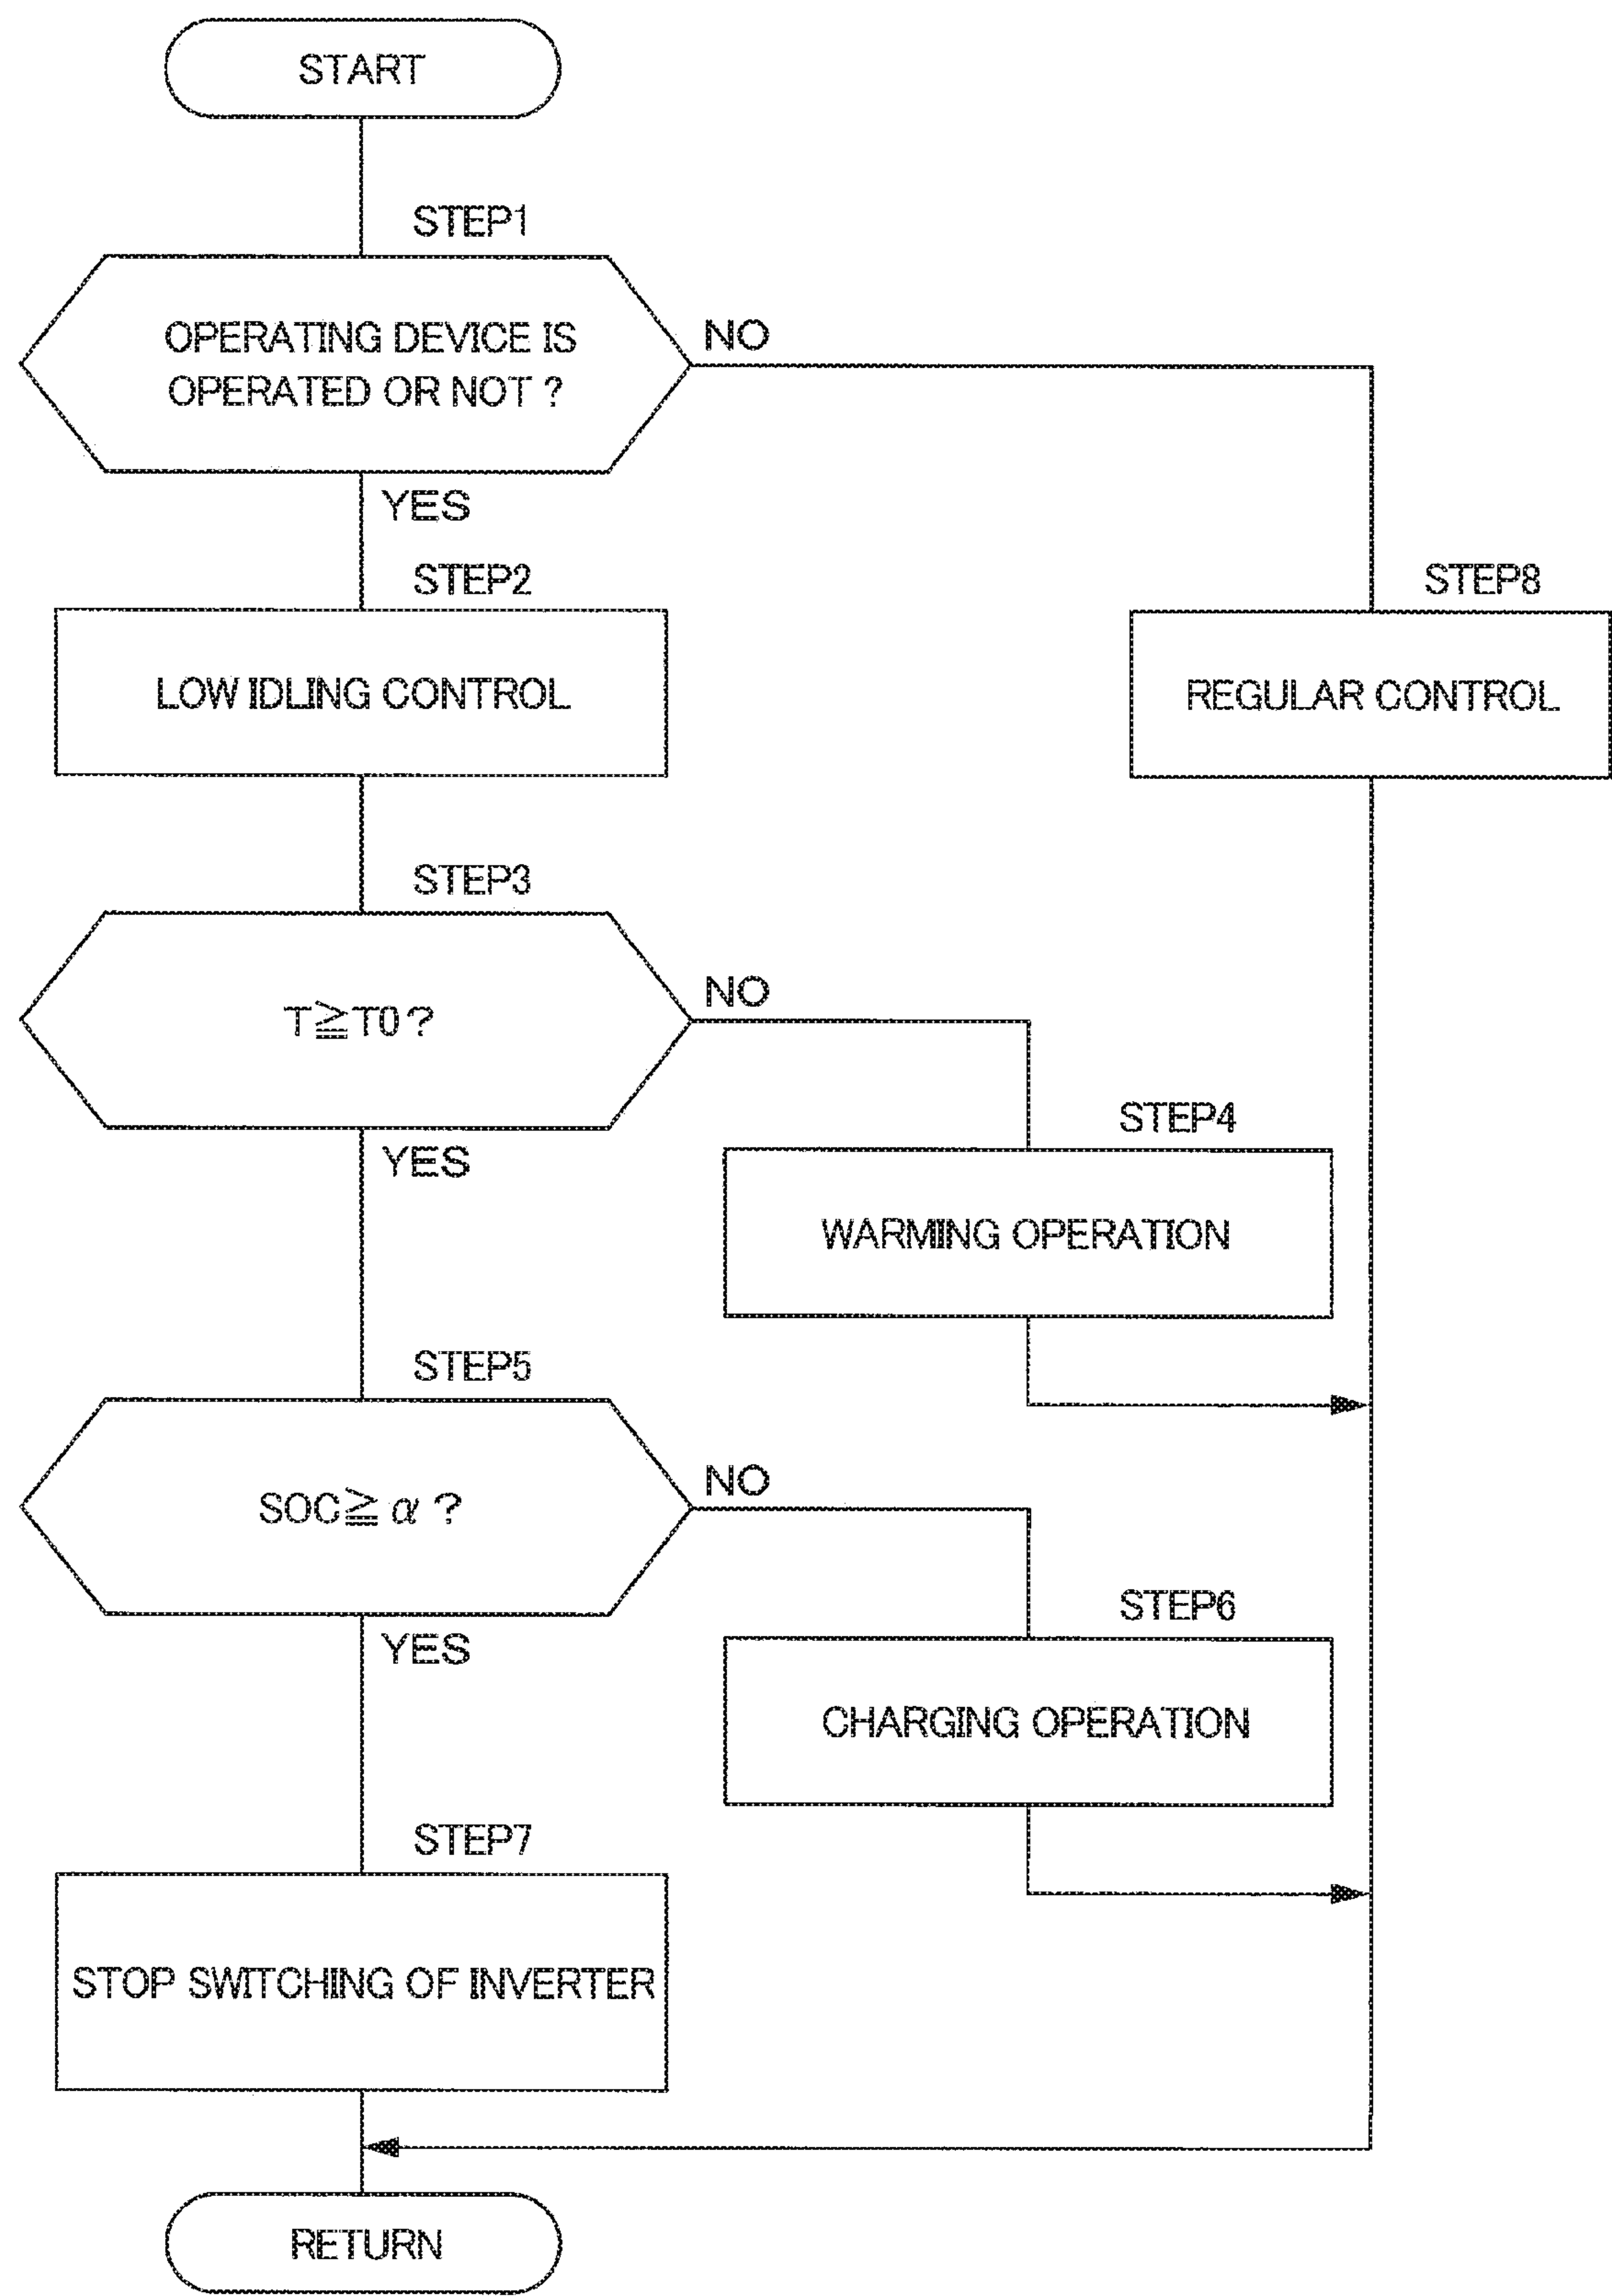 START
STEP1
OPERATING DEVICE IS
OPERATED OR NOT ?
NO
YES
STEP2
LOW IDLING CONTROL
STEP8
REGULAR CONTROL
STEP3
T≧T0?
NO
YES
STEP4
WARMING OPERATION
STEP5
SOC≧α ?
NO
YES
STEP6
CHARGING OPERATION
STEP7
STOP SWITCHING OF INVERTER
RETURN